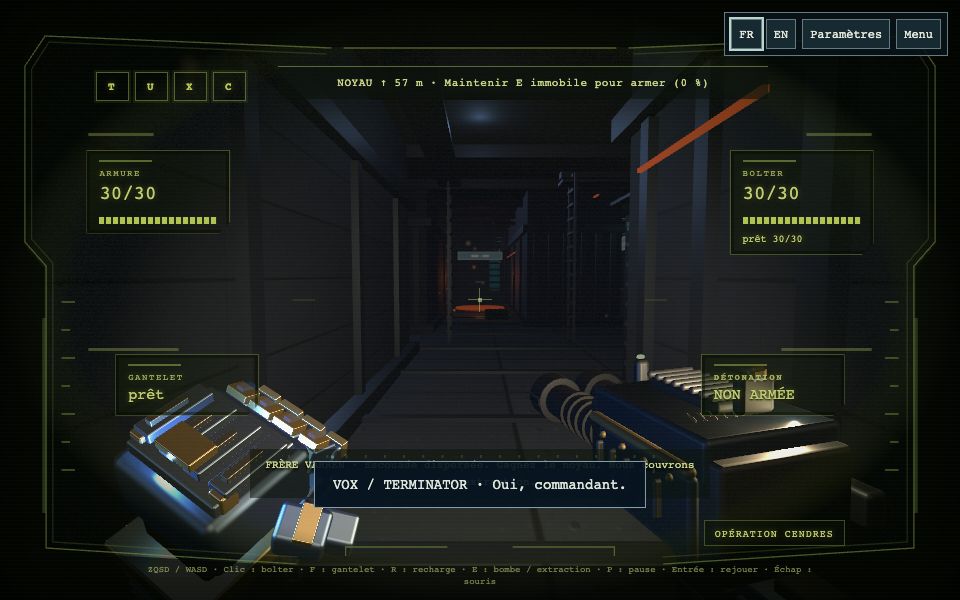 FR EN Paramètres Menu
T U X C
NOYAU ↑ 57 m · Maintenir E immobile pour armer (0 %)
ARMURE
30/30
BOLTER
30/30
prêt 30/30
GANTELET
prêt
DÉTONATION
NON ARMÉE
FRÈRE dispersée. Gagnez le noyau. Nous couvrons
VOX / TERMINATOR · Oui, commandant.
OPÉRATION CENDRES
ZQSD / WASD · Clic : bolter · F : gantelet · R : recharge · E : bombe / extraction · P : pause · Entrée : rejouer · Échap :
souris